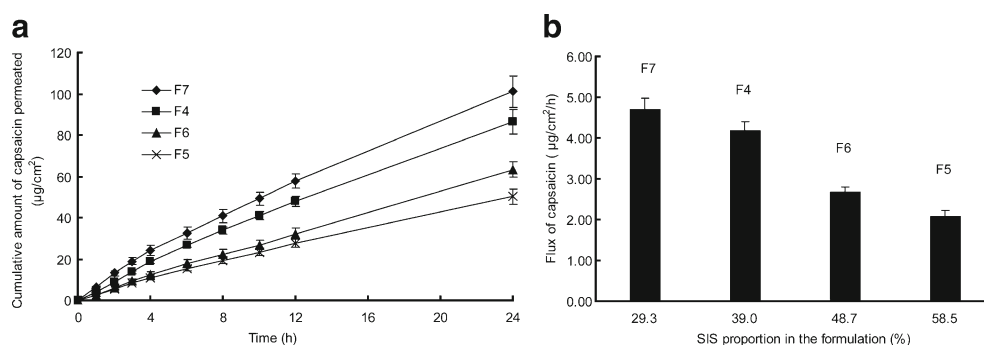 a
Cumulative amount of capsaicin permeated
(µg/cm²)
120
100
80
60
40
20
0
F7
F4
F6
F5
0 4 8 12 16 20 24
Time (h)
b
Flux of capsaicin ( µg/cm²/h)
6.00
5.00
4.00
3.00
2.00
1.00
0.00
F7
F4
F6
F5
29.3 39.0 48.7 58.5
SIS proportion in the formulation (%)